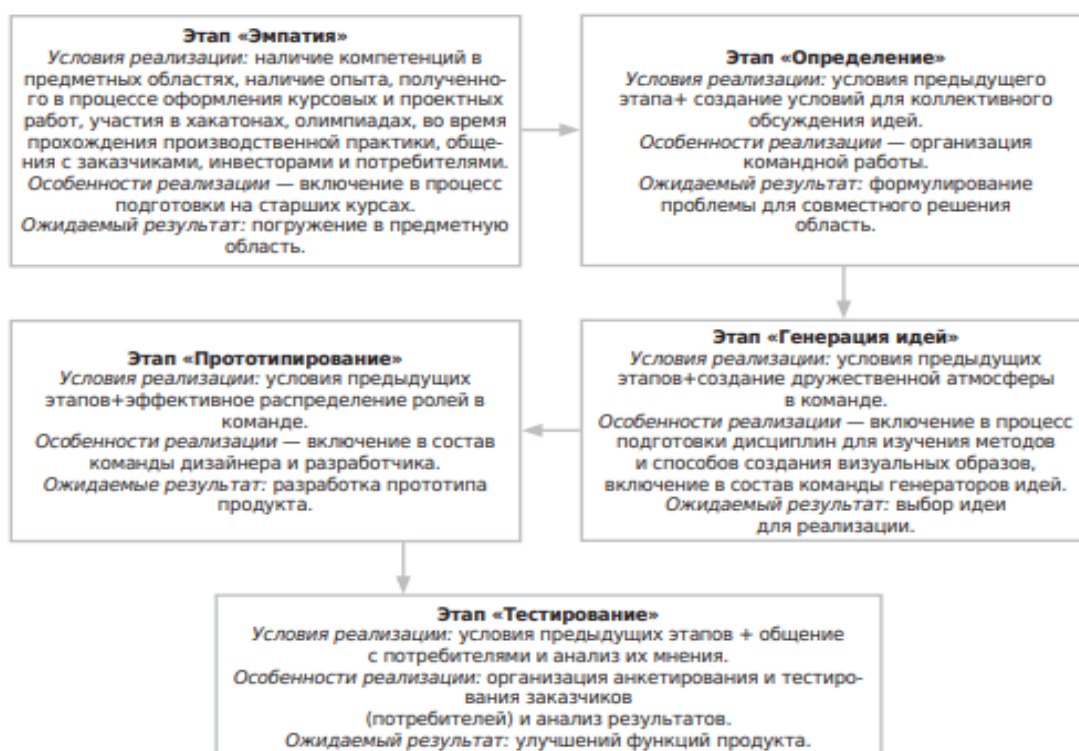 Этап «Эмпатия»
Условия реализации: наличие компетенций в
предметных областях, наличие опыта, полученно-
го в процессе оформления курсовых и проектных
работ, участия в хакатонах, олимпиадах, во время
прохождения производственной практики, обще-
ния с заказчиками, инвесторами и потребителями.
Особенности реализации — включение в процесс
подготовки на старших курсах.
Ожидаемый результат: погружение в предметную
область.
Этап «Определение»
Условия реализации: условия предыдущего
этапа+ создание условий для коллективного
обсуждения идей.
Особенности реализации — организация
командной работы.
Ожидаемый результат: формулирование
проблемы для совместного решения
область.
Этап «Генерация идей»
Условия реализации: условия предыдущих
этапов+создание дружественной атмосферы
в команде.
Особенности реализации — включение в процесс
подготовки дисциплин для изучения методов
и способов создания визуальных образов,
включение в состав команды генераторов идей.
Ожидаемый результат: выбор идеи
для реализации.
Этап «Прототипирование»
Условия реализации: условия предыдущих
этапов+эффективное распределение ролей в
команде.
Особенности реализации — включение в состав
команды дизайнера и разработчика.
Ожидаемые результат: разработка прототипа
продукта.
Этап «Тестирование»
Условия реализации: условия предыдущих этапов + общение
с потребителями и анализ их мнения.
Особенности реализации: организация анкетирования и тестиро-
вания заказчиков
(потребителей) и анализ результатов.
Ожидаемый результат: улучшений функций продукта.